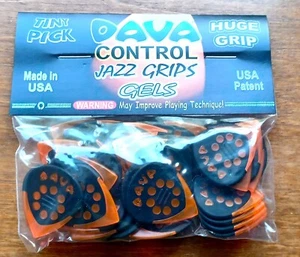 TINY PICK
DAVA
HUGE GRIP
CONTROL
JAZZ GRIPS
GELS
Made in USA
USA Patent
WARNING May Improve Playing Technique!